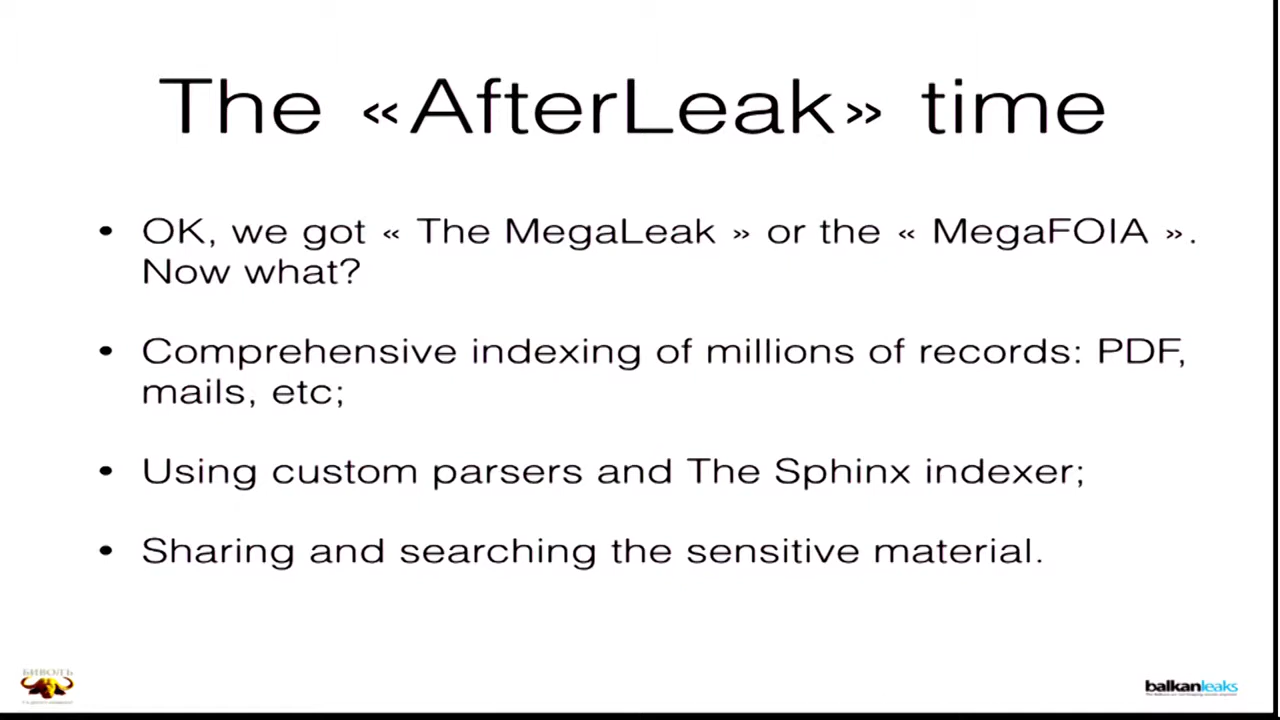 The «AfterLeak» time
• OK, we got « The MegaLeak » or the « MegaFOIA ».
Now what?
• Comprehensive indexing of millions of records: PDF,
mails, etc;
• Using custom parsers and The Sphinx indexer;
• Sharing and searching the sensitive material.
БИВОЛЪ
balkanleaks